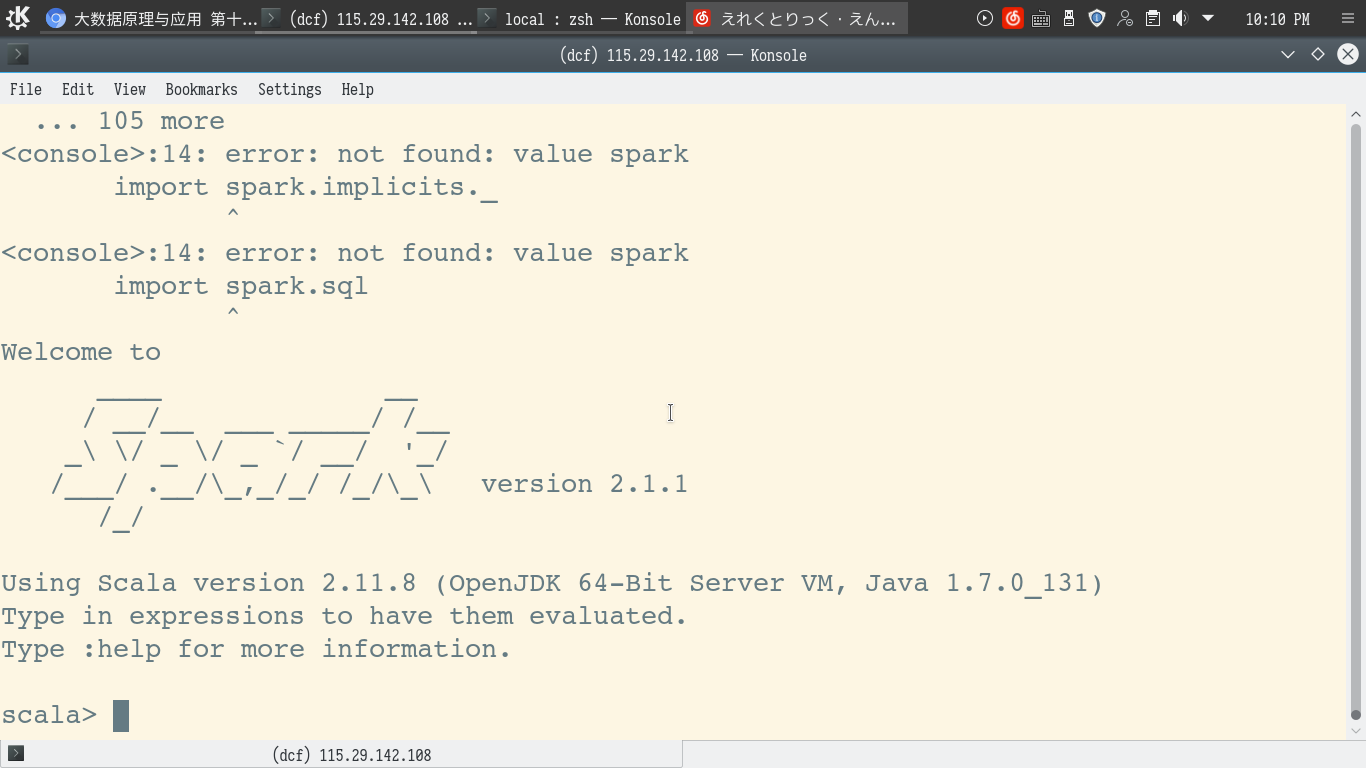 大数据原理与应用 第十...
(dcf) 115.29.142.108 ...
local : zsh — Konsole
えれくとりっく・えん...
10:10 PM
(dcf) 115.29.142.108 — Konsole
File Edit View Bookmarks Settings Help
  ... 105 more
<console>:14: error: not found: value spark
       import spark.implicits._
              ^
<console>:14: error: not found: value spark
       import spark.sql
              ^
Welcome to
      ____              __
     / __/__  ___ _____/ /__
    _\ \/ _ \/ _ `/ __/  '_/
   /___/ .__/\_,_/_/ /_/\_\   version 2.1.1
      /_/
Using Scala version 2.11.8 (OpenJDK 64-Bit Server VM, Java 1.7.0_131)
Type in expressions to have them evaluated.
Type :help for more information.
scala>
(dcf) 115.29.142.108